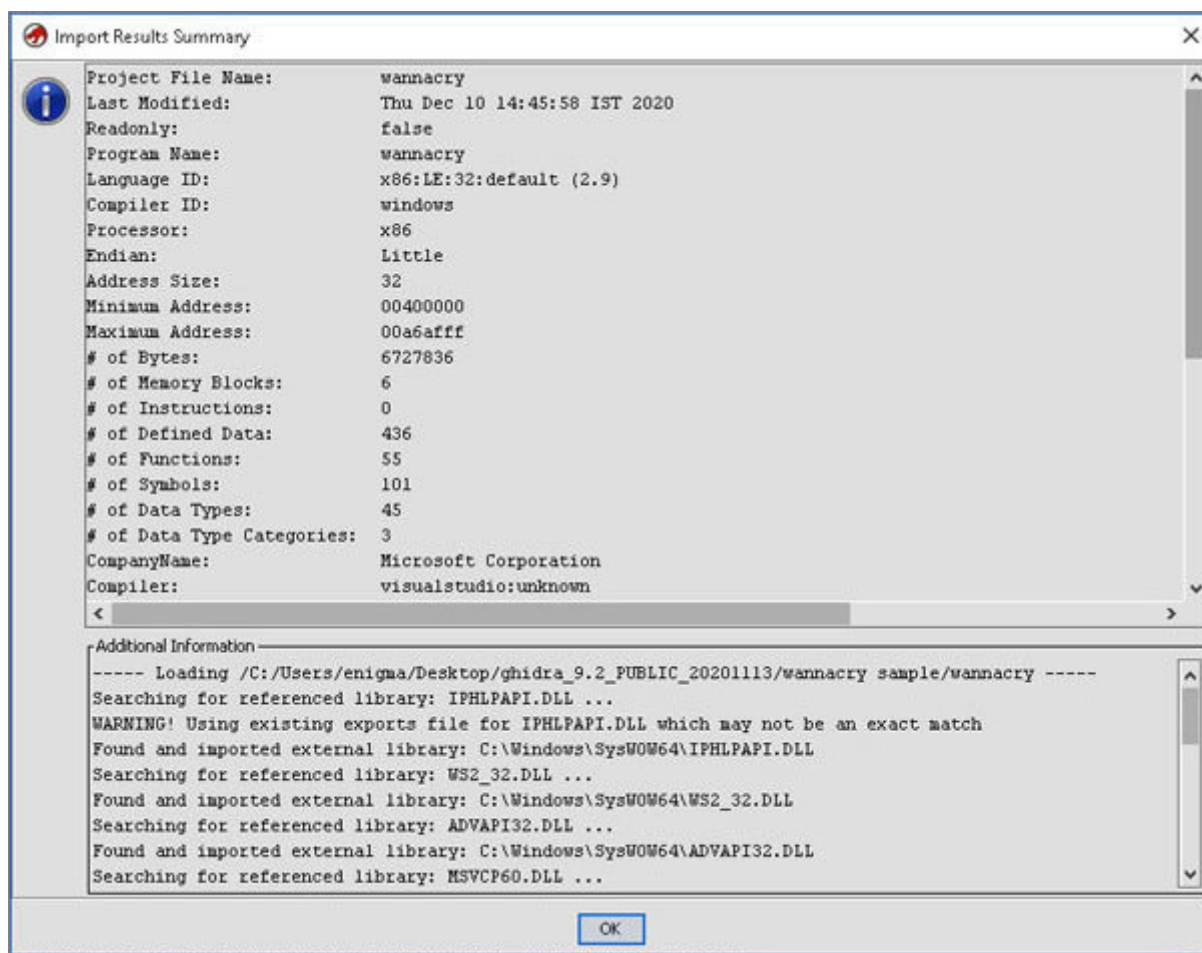 Import Results Summary
Project File Name: wannacry
Last Modified: Thu Dec 10 14:45:58 IST 2020
Readonly: false
Program Name: wannacry
Language ID: x86:LE:32:default (2.9)
Compiler ID: windows
Processor: x86
Endian: Little
Address Size: 32
Minimum Address: 00400000
Maximum Address: 00a6afff
# of Bytes: 6727836
# of Memory Blocks: 6
# of Instructions: 0
# of Defined Data: 436
# of Functions: 55
# of Symbols: 101
# of Data Types: 45
# of Data Type Categories: 3
CompanyName: Microsoft Corporation
Compiler: visualstudio:unknown
Additional Information
----- Loading /C:/Users/enigma/Desktop/ghidra_9.2_PUBLIC_20201113/wannacry sample/wannacry -----
Searching for referenced library: IPHLPAPI.DLL ...
WARNING! Using existing exports file for IPHLPAPI.DLL which may not be an exact match
Found and imported external library: C:\Windows\SysWOW64\IPHLPAPI.DLL
Searching for referenced library: WS2_32.DLL ...
Found and imported external library: C:\Windows\SysWOW64\WS2_32.DLL
Searching for referenced library: ADVAPI32.DLL ...
Found and imported external library: C:\Windows\SysWOW64\ADVAPI32.DLL
Searching for referenced library: MSVCP60.DLL ...
OK